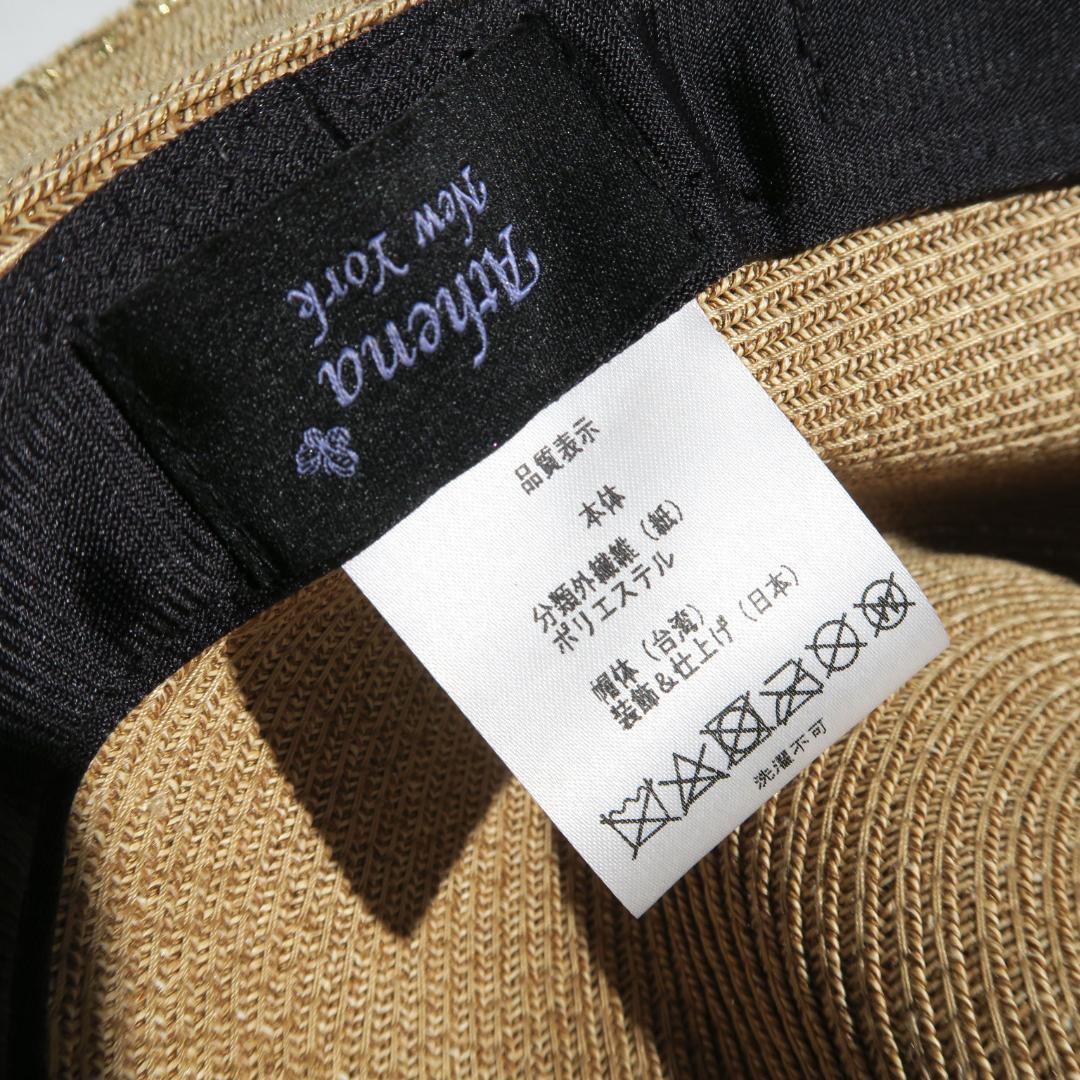 Athena
New York
品質表示
本体
分類外繊維（紙）
ポリエステル
帽体（台湾）
装飾＆仕上げ（日本）
W
洗濯不可